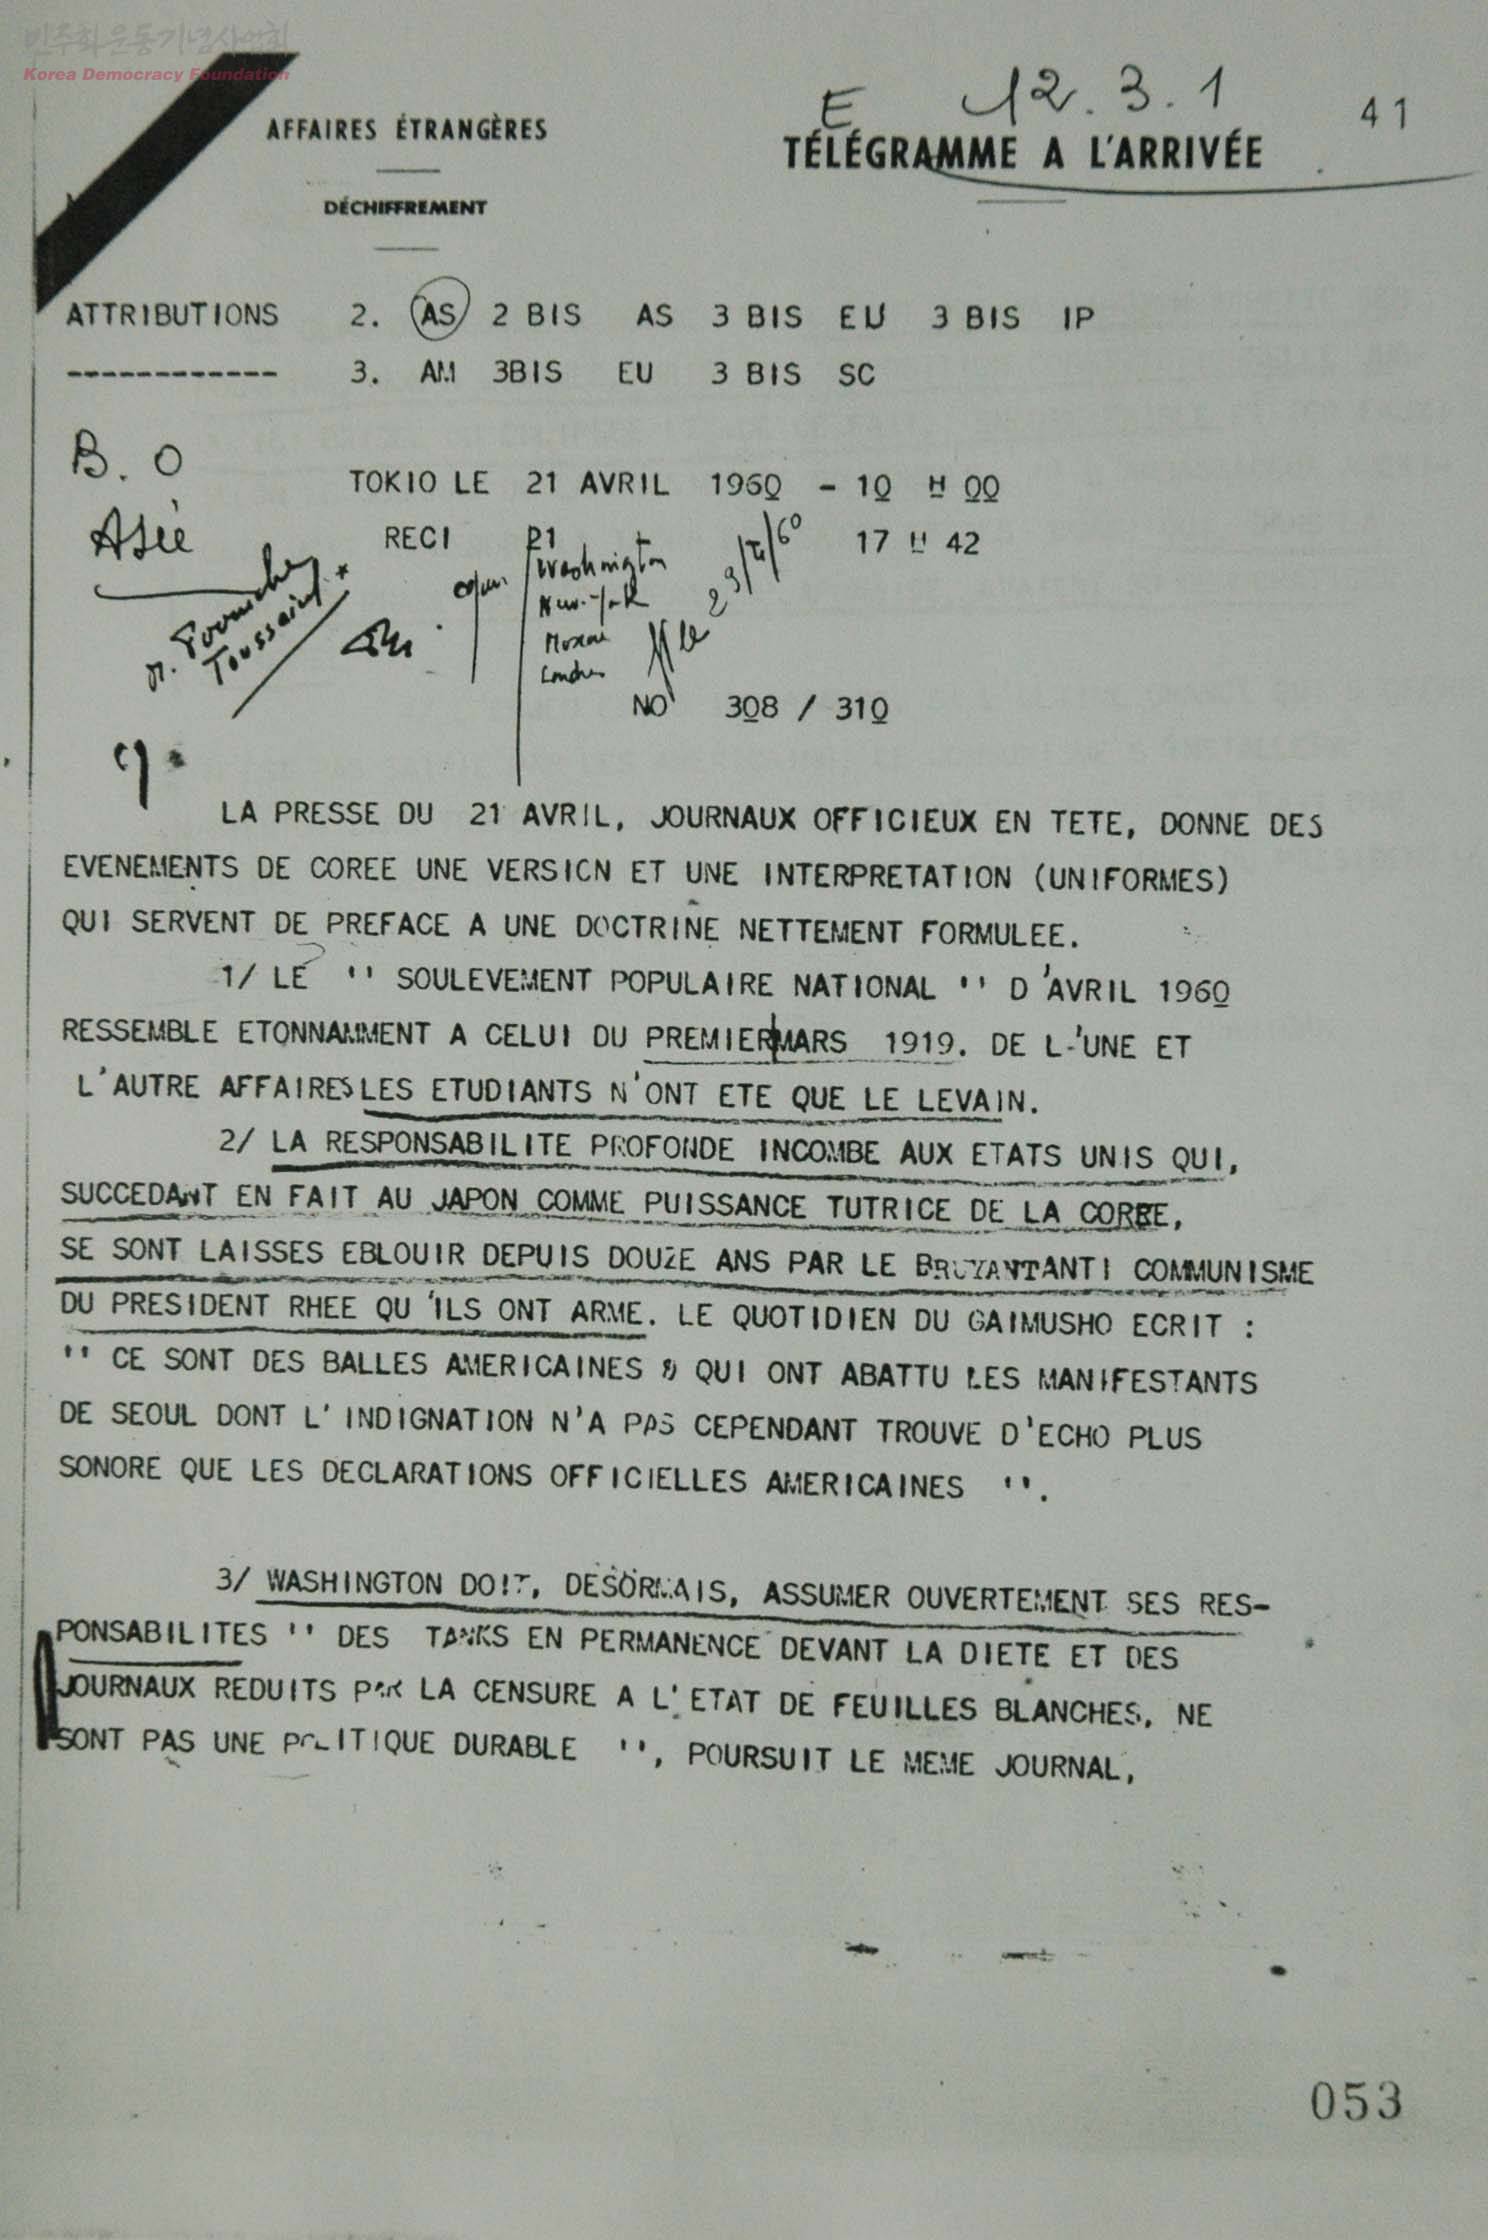 민주화운동기념사업회
Korea Democracy Foundation
E 12.3.1
41
AFFAIRES ÉTRANGÈRES
TÉLÉGRAMME A L'ARRIVÉE
DÉCHIFFREMENT
ATTRIBUTIONS 2. AS 2 BIS AS 3 BIS EU 3 BIS IP
------------ 3. AM 3BIS EU 3 BIS SC
B. O
Asie
TOKIO LE 21 AVRIL 1960 - 10 H 00
RECI 21 17 H 42
Washington
New-York
Moscou
Londres
le 23/4/60
Toussaint
NO 308 / 310
LA PRESSE DU 21 AVRIL, JOURNAUX OFFICIEUX EN TETE, DONNE DES
EVENEMENTS DE COREE UNE VERSICN ET UNE INTERPRETATION (UNIFORMES)
QUI SERVENT DE PREFACE A UNE DOCTRINE NETTEMENT FORMULEE.
1/ LE '' SOULEVEMENT POPULAIRE NATIONAL '' D'AVRIL 1960
RESSEMBLE ETONNAMMENT A CELUI DU PREMIER|MARS 1919. DE L-'UNE ET
L'AUTRE AFFAIRES LES ETUDIANTS N'ONT ETE QUE LE LEVAIN.
2/ LA RESPONSABILITE PROFONDE INCOMBE AUX ETATS UNIS QUI,
SUCCEDANT EN FAIT AU JAPON COMME PUISSANCE TUTRICE DE LA COREE,
SE SONT LAISSES EBLOUIR DEPUIS DOUZE ANS PAR LE BRUYANTANTI COMMUNISME
DU PRESIDENT RHEE QU'ILS ONT ARME. LE QUOTIDIEN DU GAIMUSHO ECRIT :
'' CE SONT DES BALLES AMERICAINES QUI ONT ABATTU LES MANIFESTANTS
DE SEOUL DONT L'INDIGNATION N'A PAS CEPENDANT TROUVE D'ECHO PLUS
SONORE QUE LES DECLARATIONS OFFICIELLES AMERICAINES ''.
3/ WASHINGTON DOIT, DESORMAIS, ASSUMER OUVERTEMENT SES RES-
PONSABILITES '' DES TANKS EN PERMANENCE DEVANT LA DIETE ET DES
JOURNAUX REDUITS PAR LA CENSURE A L'ETAT DE FEUILLES BLANCHES, NE
SONT PAS UNE POLITIQUE DURABLE '', POURSUIT LE MEME JOURNAL,
053